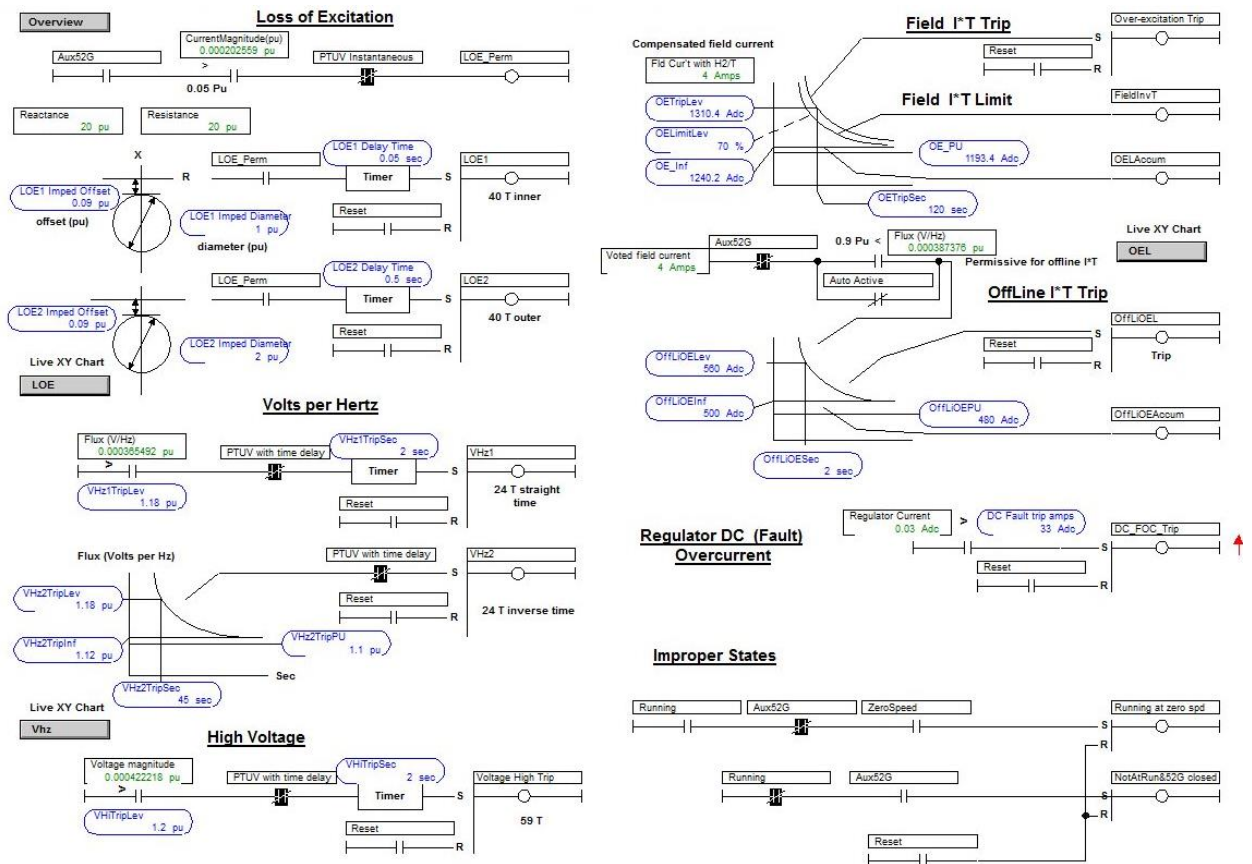 Overview
Loss of Excitation
CurrentMagnitude(pu)
0.000202559 pu
Aux52G
>
0.05 Pu
PTUV Instantaneous
LOE_Perm
Reactance
20 pu
Resistance
20 pu
X
R
LOE1 Imped Offset
0.09 pu
offset (pu)
LOE1 Imped Diameter
1 pu
diameter (pu)
LOE_Perm
LOE1 Delay Time
0.05 sec
Timer
S
LOE1
40 T inner
Reset
R
LOE2 Imped Offset
0.09 pu
LOE2 Imped Diameter
2 pu
LOE_Perm
LOE2 Delay Time
0.5 sec
Timer
S
LOE2
40 T outer
Reset
R
Live XY Chart
LOE
Volts per Hertz
Flux (V/Hz)
0.000365492 pu
>
VHz1TripLev
1.18 pu
PTUV with time delay
VHz1TripSec
2 sec
Timer
S
VHz1
24 T straight
time
Reset
R
Flux (Volts per Hz)
VHz2TripLev
1.18 pu
VHz2TripInf
1.12 pu
VHz2TripPU
1.1 pu
Sec
VHz2TripSec
45 sec
PTUV with time delay
S
VHz2
24 T inverse time
Reset
R
Live XY Chart
Vhz
High Voltage
Voltage magnitude
0.000422218 pu
>
VHiTripLev
1.2 pu
PTUV with time delay
VHiTripSec
2 sec
Timer
S
Voltage High Trip
59 T
Reset
R
Field I*T Trip
Over-excitation Trip
S
Reset
R
Compensated field current
Fld Cur't with H2/T
4 Amps
Field I*T Limit
FieldInvT
OETripLev
1310.4 Adc
OELimitLev
70 %
OE_Inf
1240.2 Adc
OE_PU
1193.4 Adc
OELAccum
OETripSec
120 sec
Live XY Chart
OEL
Voted field current
4 Amps
Aux52G
0.9 Pu <
Flux (V/Hz)
0.000387376 pu
Permissive for offline I*T
Auto Active
OffLine I*T Trip
OffLiOEL
S
Trip
Reset
R
OffLiOELev
560 Adc
OffLiOEInf
500 Adc
OffLiOEPU
480 Adc
OffLiOEAccum
OffLiOESec
2 sec
Regulator DC (Fault)
Overcurrent
Regulator Current
0.03 Adc
>
DC Fault trip amps
33 Adc
S
DC_FOC_Trip
Reset
R
Improper States
Running
Aux52G
ZeroSpeed
S
Running at zero spd
R
Running
Aux52G
S
NotAtRun&52G closed
R
Reset